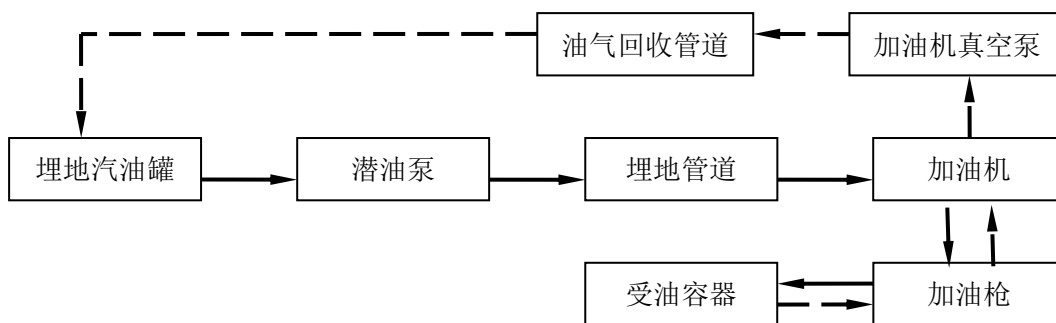 油气回收管道
加油机真空泵
埋地汽油罐
潜油泵
埋地管道
加油机
受油容器
加油枪